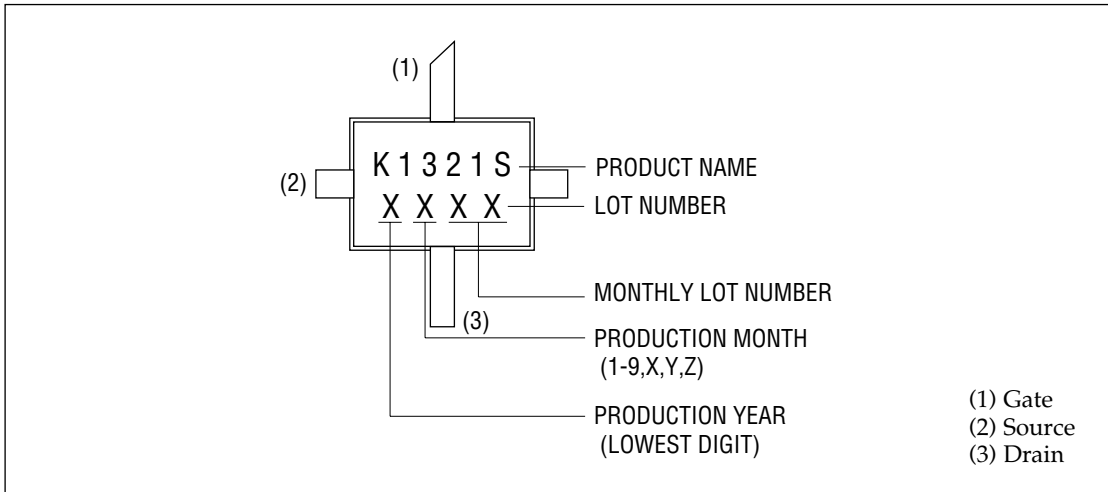 (1)
K1321S
PRODUCT NAME
(2)
XXXX
LOT NUMBER
MONTHLY LOT NUMBER
(3)
PRODUCTION MONTH
(1-9,X,Y,Z)
PRODUCTION YEAR
(LOWEST DIGIT)
(1) Gate
(2) Source
(3) Drain